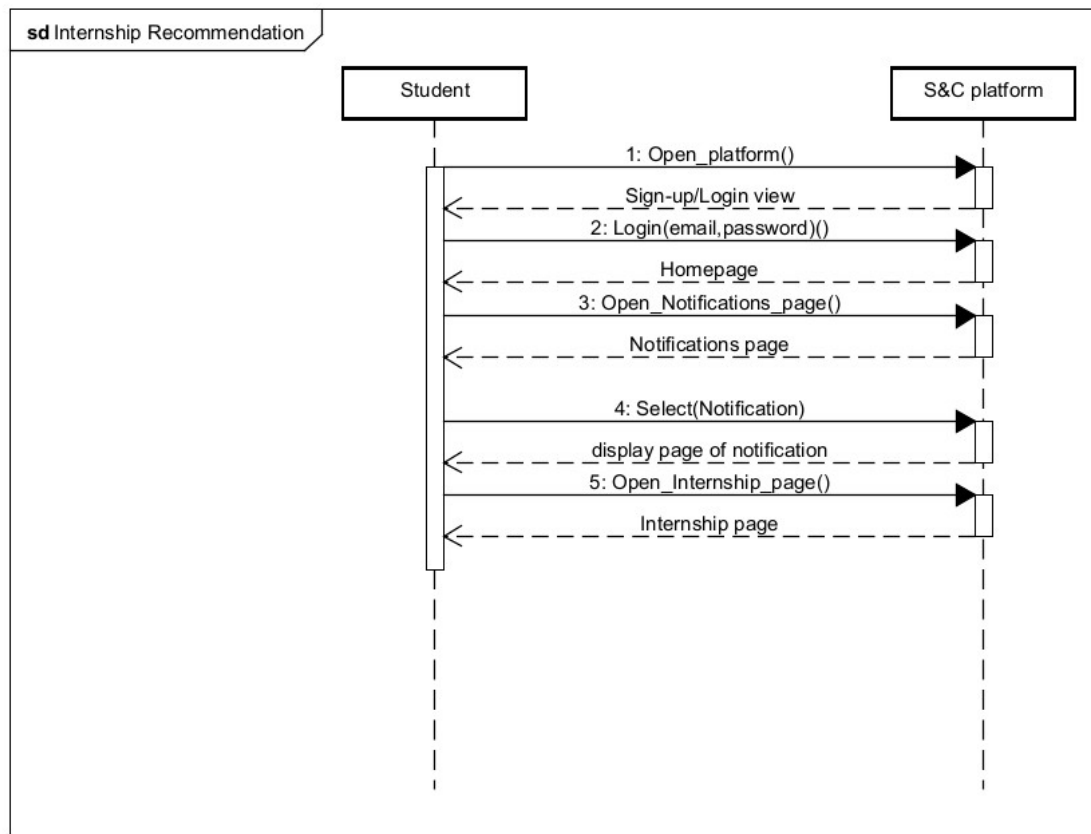 sd Internship Recommendation
Student
S&C platform
1: Open_platform()
Sign-up/Login view
2: Login(email,password)()
Homepage
3: Open_Notifications_page()
Notifications page
4: Select(Notification)
display page of notification
5: Open_Internship_page()
Internship page